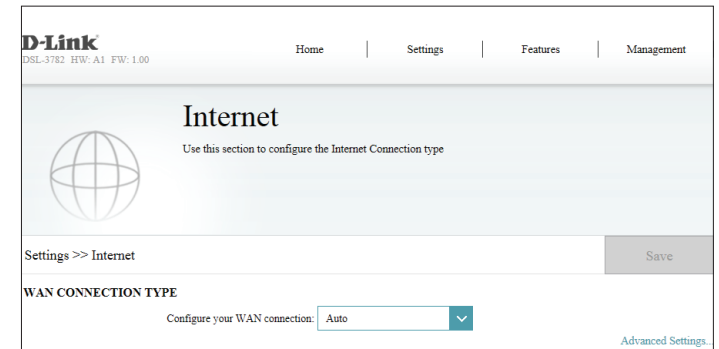 D-Link
DSL-3782 HW: A1 FW: 1.00
Home Settings Features Management
Internet
Use this section to configure the Internet Connection type
Settings >> Internet
Save
WAN CONNECTION TYPE
Configure your WAN connection: Auto
Advanced Settings...